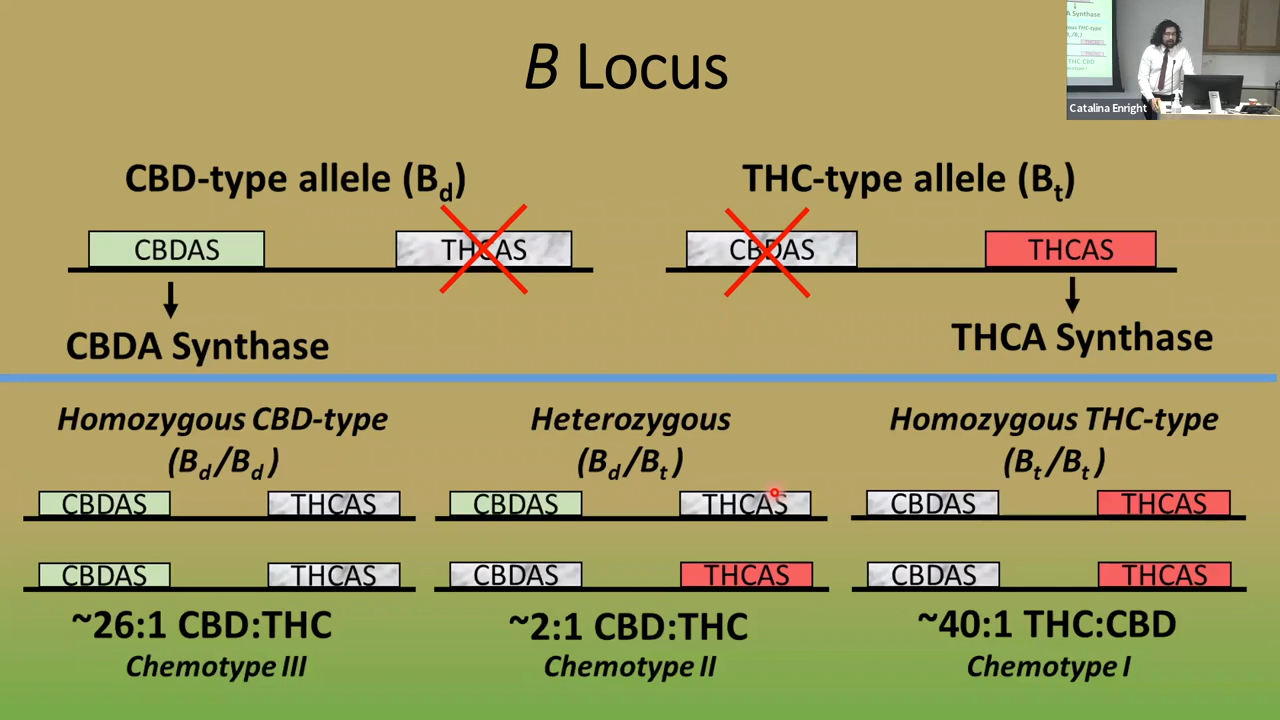 B Locus
Catalina Enright
CBD-type allele (Bd)
THC-type allele (Bt)
CBDAS
THCAS
CBDAS
THCAS
CBDA Synthase
THCA Synthase
Homozygous CBD-type
(Bd/Bd)
Heterozygous
(Bd/Bt)
Homozygous THC-type
(Bt/Bt)
CBDAS
THCAS
CBDAS
THCAS
CBDAS
THCAS
CBDAS
THCAS
CBDAS
THCAS
CBDAS
THCAS
~26:1 CBD:THC
~2:1 CBD:THC
~40:1 THC:CBD
Chemotype III
Chemotype II
Chemotype I